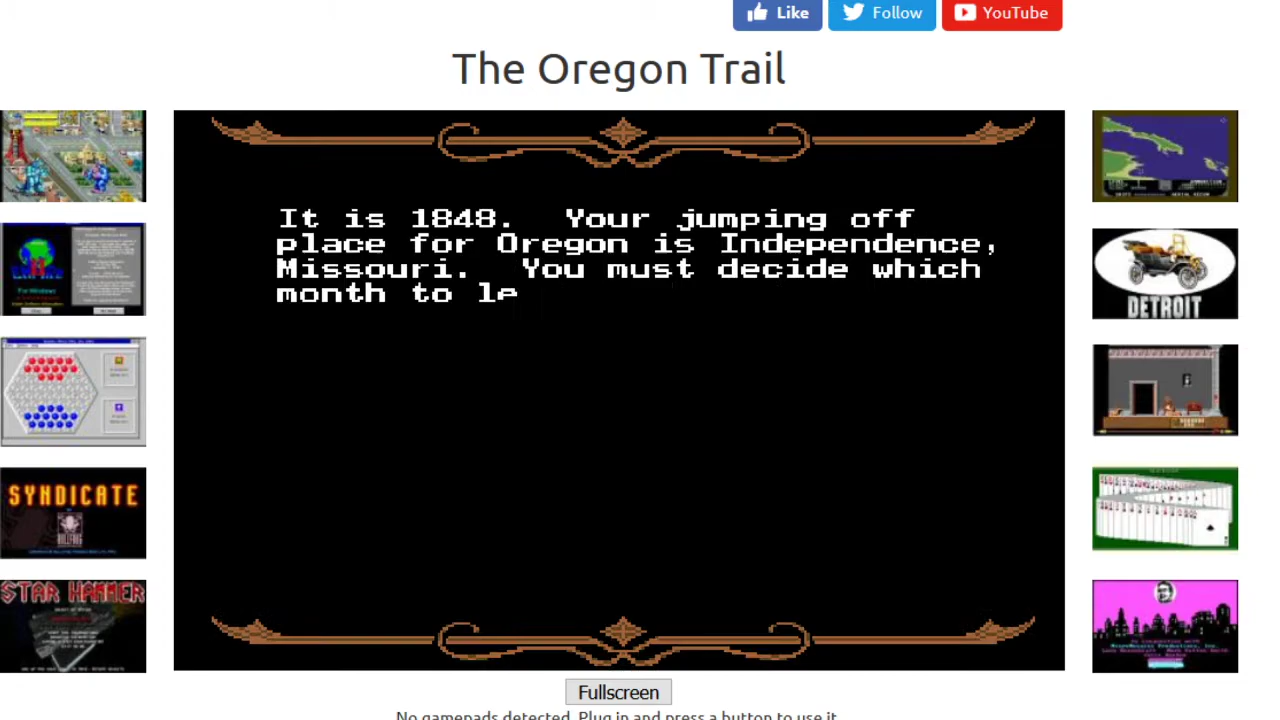 Like Follow YouTube
The Oregon Trail
It is 1848. Your jumping off
place for Oregon is Independence,
Missouri. You must decide which
month to le
DETROIT
SYNDICATE
STAR HAMMER
Fullscreen
No gamepads detected. Plug in and press a button to use it